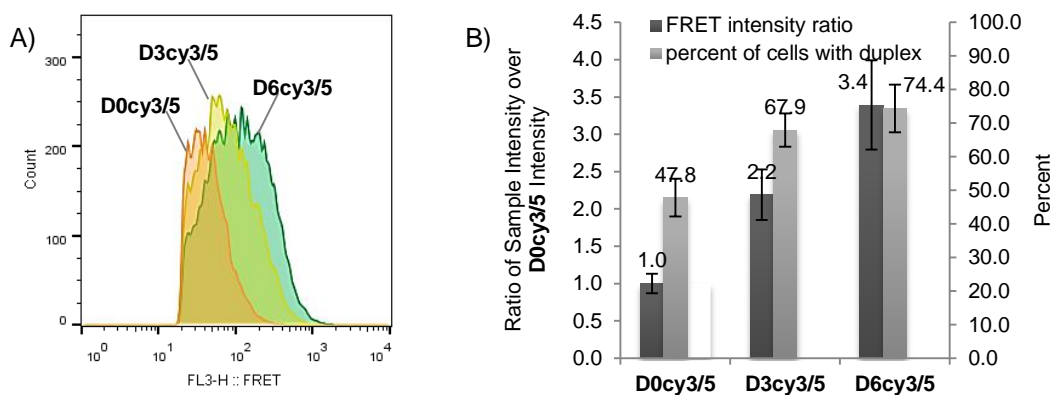 A)
D3cy3/5
D0cy3/5
D6cy3/5
300
200
100
0
Count
10^0 10^1 10^2 10^3 10^4
FL3-H :: FRET
B)
FRET intensity ratio
percent of cells with duplex
Ratio of Sample Intensity over
D0cy3/5 Intensity
4.5
4.0
3.5
3.0
2.5
2.0
1.5
1.0
0.5
0.0
1.0
47.8
2.2
67.9
3.4
74.4
100.0
90.0
80.0
70.0
60.0
50.0
40.0
30.0
20.0
10.0
0.0
Percent
D0cy3/5 D3cy3/5 D6cy3/5